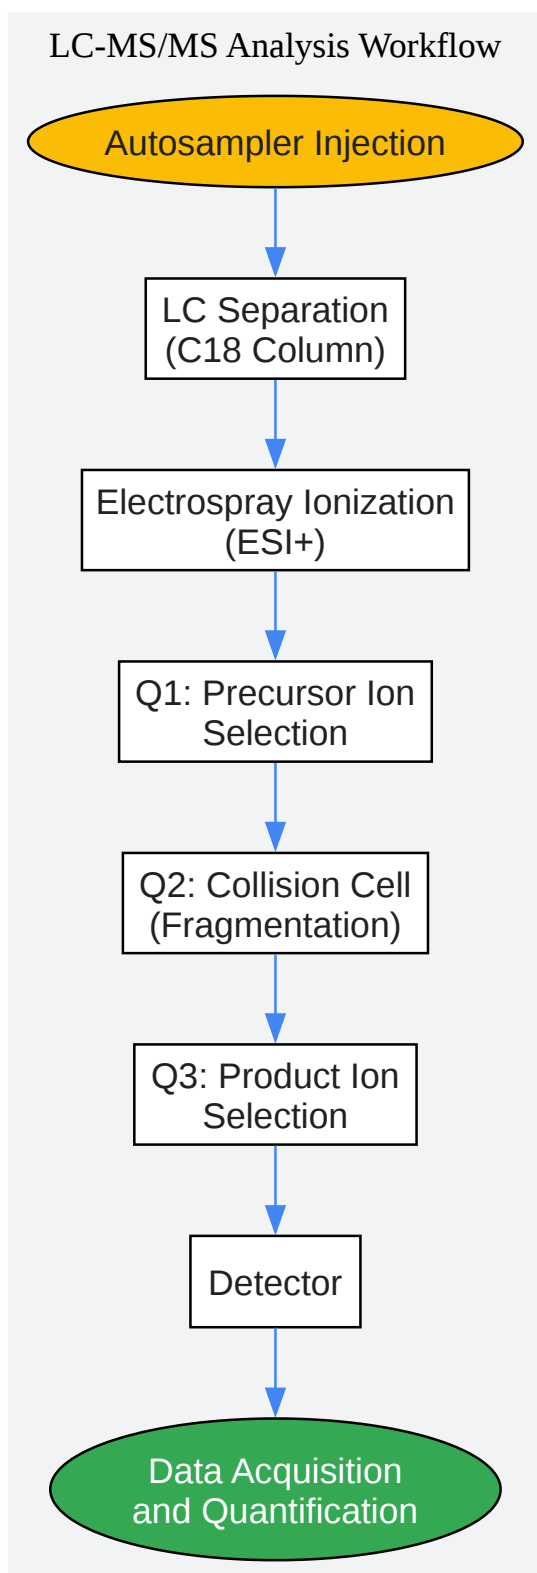 LC-MS/MS Analysis Workflow
Autosampler Injection
LC Separation
(C18 Column)
Electrospray Ionization
(ESI+)
Q1: Precursor Ion
Selection
Q2: Collision Cell
(Fragmentation)
Q3: Product Ion
Selection
Detector
Data Acquisition
and Quantification